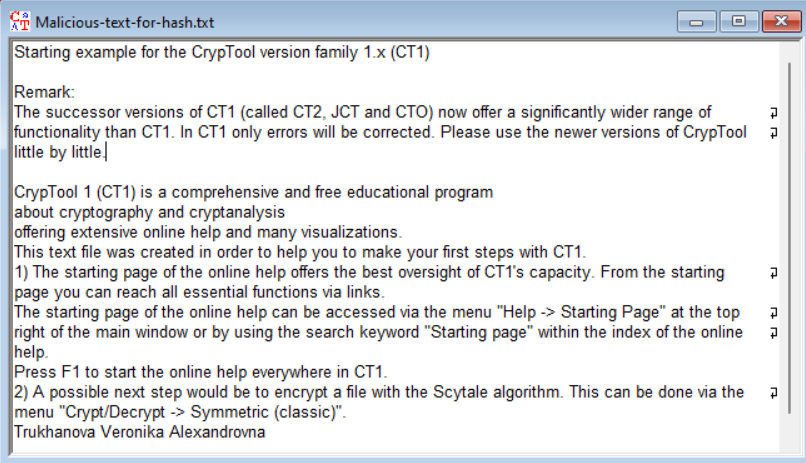 Malicious-text-for-hash.txt
Starting example for the CrypTool version family 1.x (CT1)
Remark:
The successor versions of CT1 (called CT2, JCT and CTO) now offer a significantly wider range of
functionality than CT1. In CT1 only errors will be corrected. Please use the newer versions of CrypTool
little by little.
CrypTool 1 (CT1) is a comprehensive and free educational program
about cryptography and cryptanalysis
offering extensive online help and many visualizations.
This text file was created in order to help you to make your first steps with CT1.
1) The starting page of the online help offers the best oversight of CT1's capacity. From the starting
page you can reach all essential functions via links.
The starting page of the online help can be accessed via the menu "Help -> Starting Page" at the top
right of the main window or by using the search keyword "Starting page" within the index of the online
help.
Press F1 to start the online help everywhere in CT1.
2) A possible next step would be to encrypt a file with the Scytale algorithm. This can be done via the
menu "Crypt/Decrypt -> Symmetric (classic)".
Trukhanova Veronika Alexandrovna